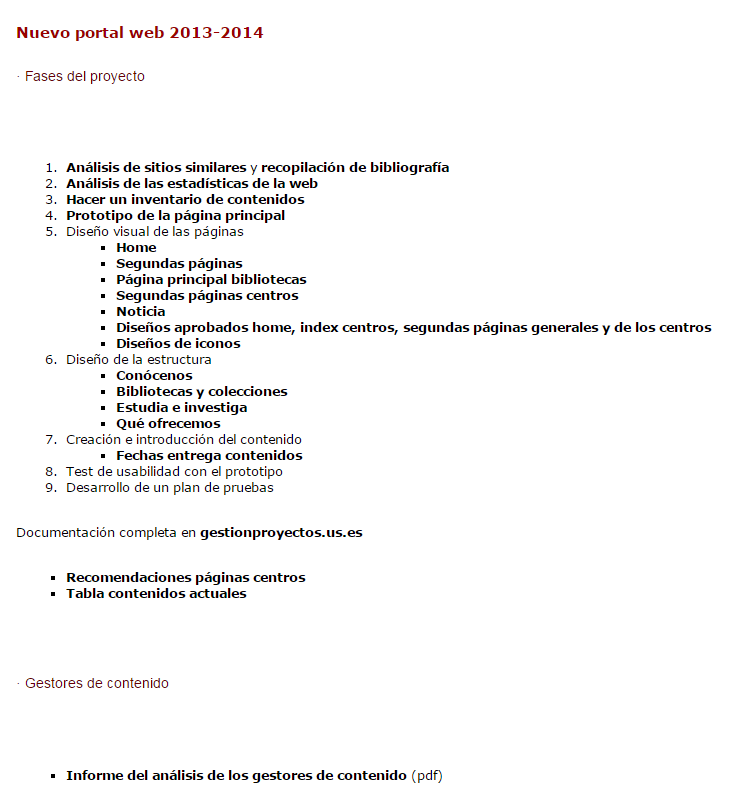 Nuevo portal web 2013-2014
· Fases del proyecto
1. Análisis de sitios similares y recopilación de bibliografía
2. Análisis de las estadísticas de la web
3. Hacer un inventario de contenidos
4. Prototipo de la página principal
5. Diseño visual de las páginas
▪ Home
▪ Segundas páginas
▪ Página principal bibliotecas
▪ Segundas páginas centros
▪ Noticia
▪ Diseños aprobados home, index centros, segundas páginas generales y de los centros
▪ Diseños de iconos
6. Diseño de la estructura
▪ Conócenos
▪ Bibliotecas y colecciones
▪ Estudia e investiga
▪ Qué ofrecemos
7. Creación e introducción del contenido
▪ Fechas entrega contenidos
8. Test de usabilidad con el prototipo
9. Desarrollo de un plan de pruebas
Documentación completa en gestionproyectos.us.es
▪ Recomendaciones páginas centros
▪ Tabla contenidos actuales
· Gestores de contenido
▪ Informe del análisis de los gestores de contenido (pdf)